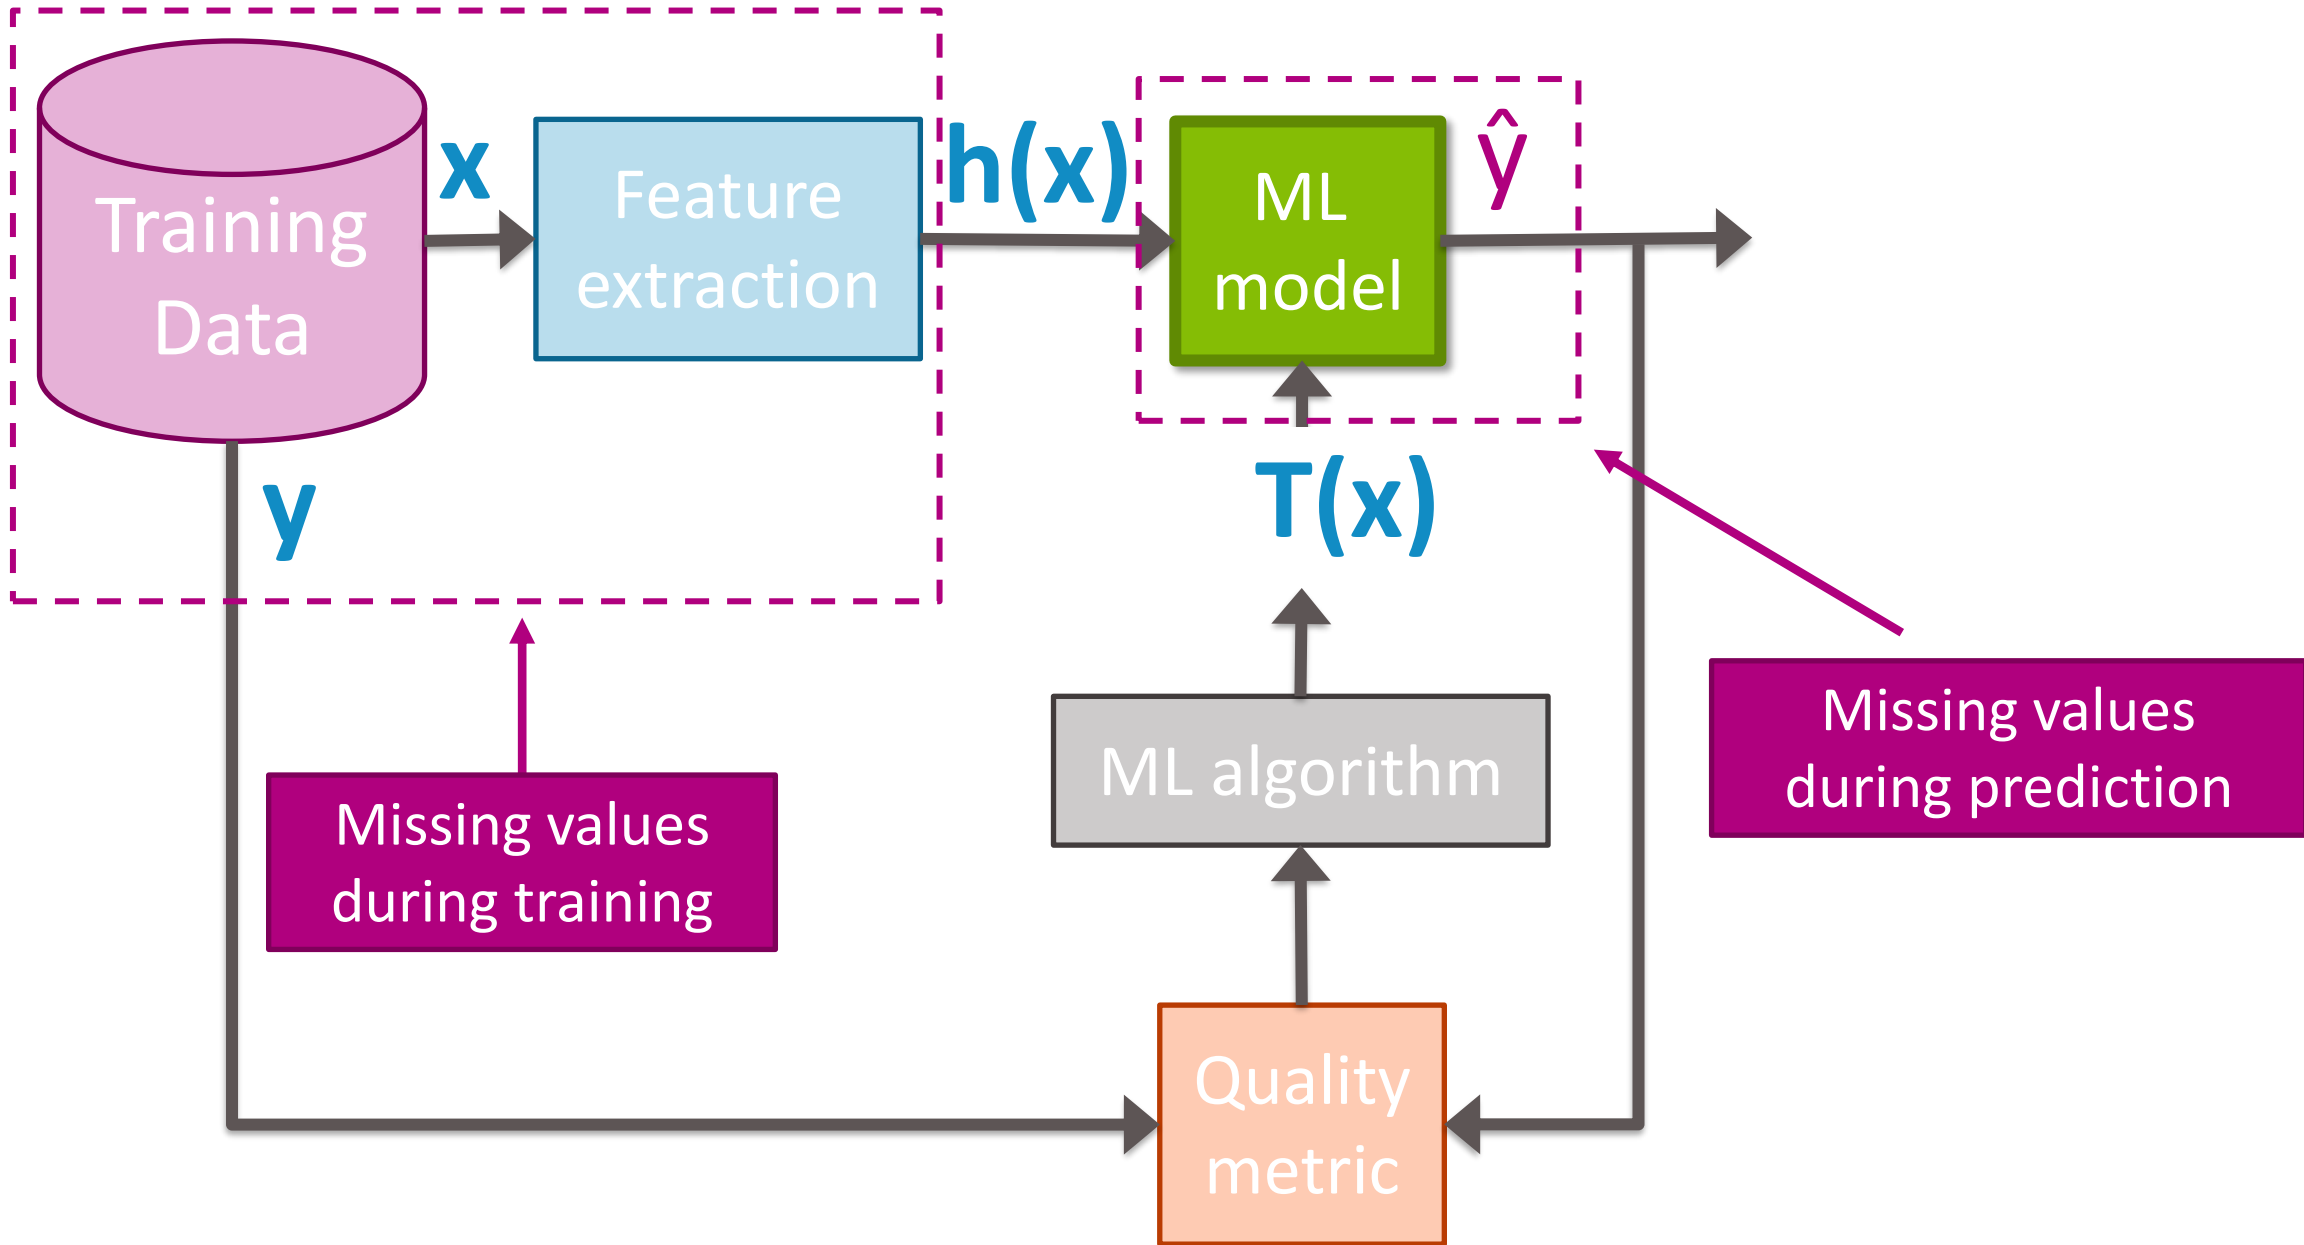 Training
Data
x
Feature
extraction
h(x)
ML
model
ŷ
y
T(x)
ML algorithm
Missing values
during training
Missing values
during prediction
Quality
metric